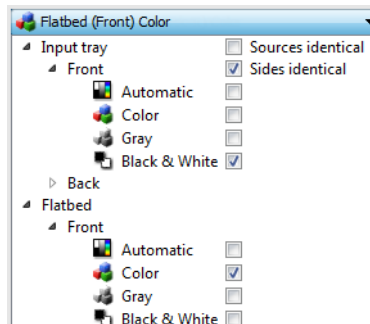 Flatbed (Front) Color
Input tray Sources identical
Front Sides identical
Automatic
Color
Gray
Black & White
Back
Flatbed
Front
Automatic
Color
Gray
Black & White